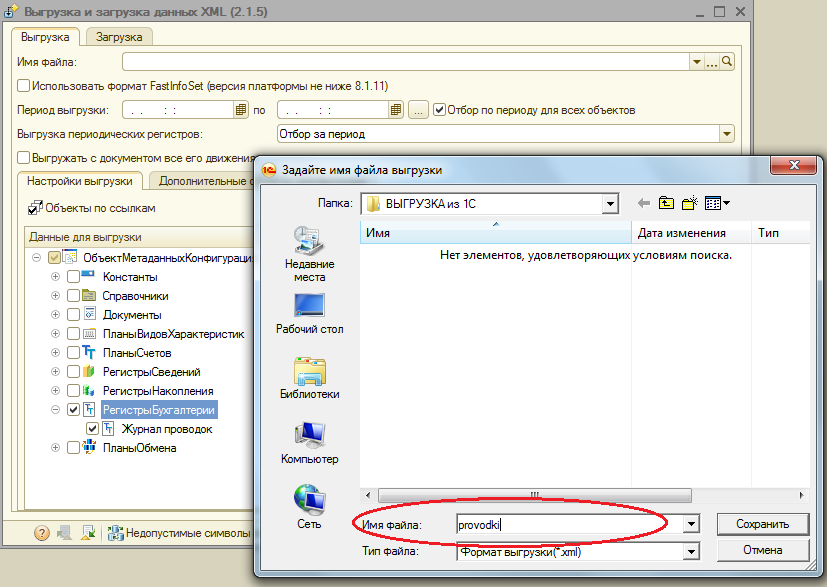 Выгрузка и загрузка данных XML (2.1.5)
Выгрузка Загрузка
Имя файла:
Использовать формат FastInfoSet (версия платформы не ниже 8.1.11)
Период выгрузки: . . : : по . . : : ... Отбор по периоду для всех объектов
Выгрузка периодических регистров: Отбор за период
Выгружать с документом все его движения
Настройки выгрузки Дополнительные
Объекты по ссылкам
Данные для выгрузки
ОбъектМетаданныхКонфигурация
Константы
Справочники
Документы
ПланыВидовХарактеристик
ПланыСчетов
РегистрыСведений
РегистрыНакопления
РегистрыБухгалтерии
Журнал проводок
ПланыОбмена
Недопустимые символы
Задайте имя файла выгрузки
Папка: ВЫГРУЗКА из 1С
Имя Дата изменения Тип
Нет элементов, удовлетворяющих условиям поиска.
Недавние
места
Рабочий стол
Библиотеки
Компьютер
Сеть
Имя файла: provodki Сохранить
Тип файла: Формат выгрузки(*.xml) Отмена